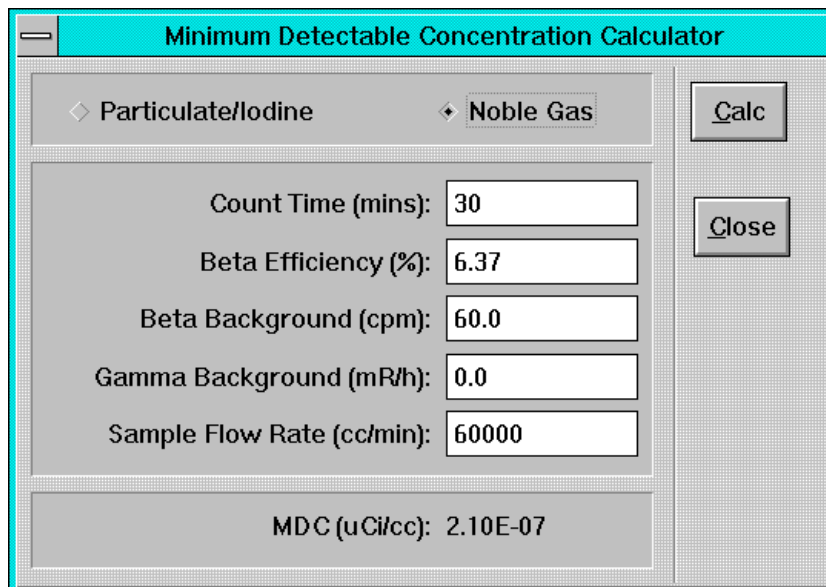 Minimum Detectable Concentration Calculator
Particulate/Iodine
Noble Gas
Calc
Count Time (mins): 30
Close
Beta Efficiency (%): 6.37
Beta Background (cpm): 60.0
Gamma Background (mR/h): 0.0
Sample Flow Rate (cc/min): 60000
MDC (uCi/cc): 2.10E-07